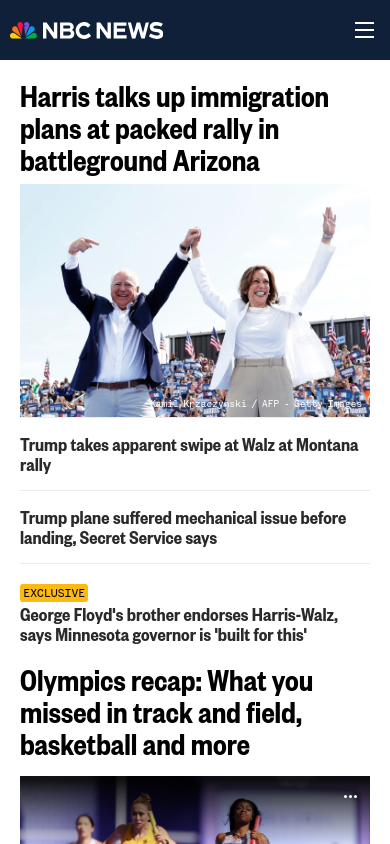 NBC NEWS
Harris talks up immigration
plans at packed rally in
battleground Arizona
Kamil Krzaczynski / AFP - Getty Images
Trump takes apparent swipe at Walz at Montana
rally
Trump plane suffered mechanical issue before
landing, Secret Service says
EXCLUSIVE
George Floyd's brother endorses Harris-Walz,
says Minnesota governor is 'built for this'
Olympics recap: What you
missed in track and field,
basketball and more